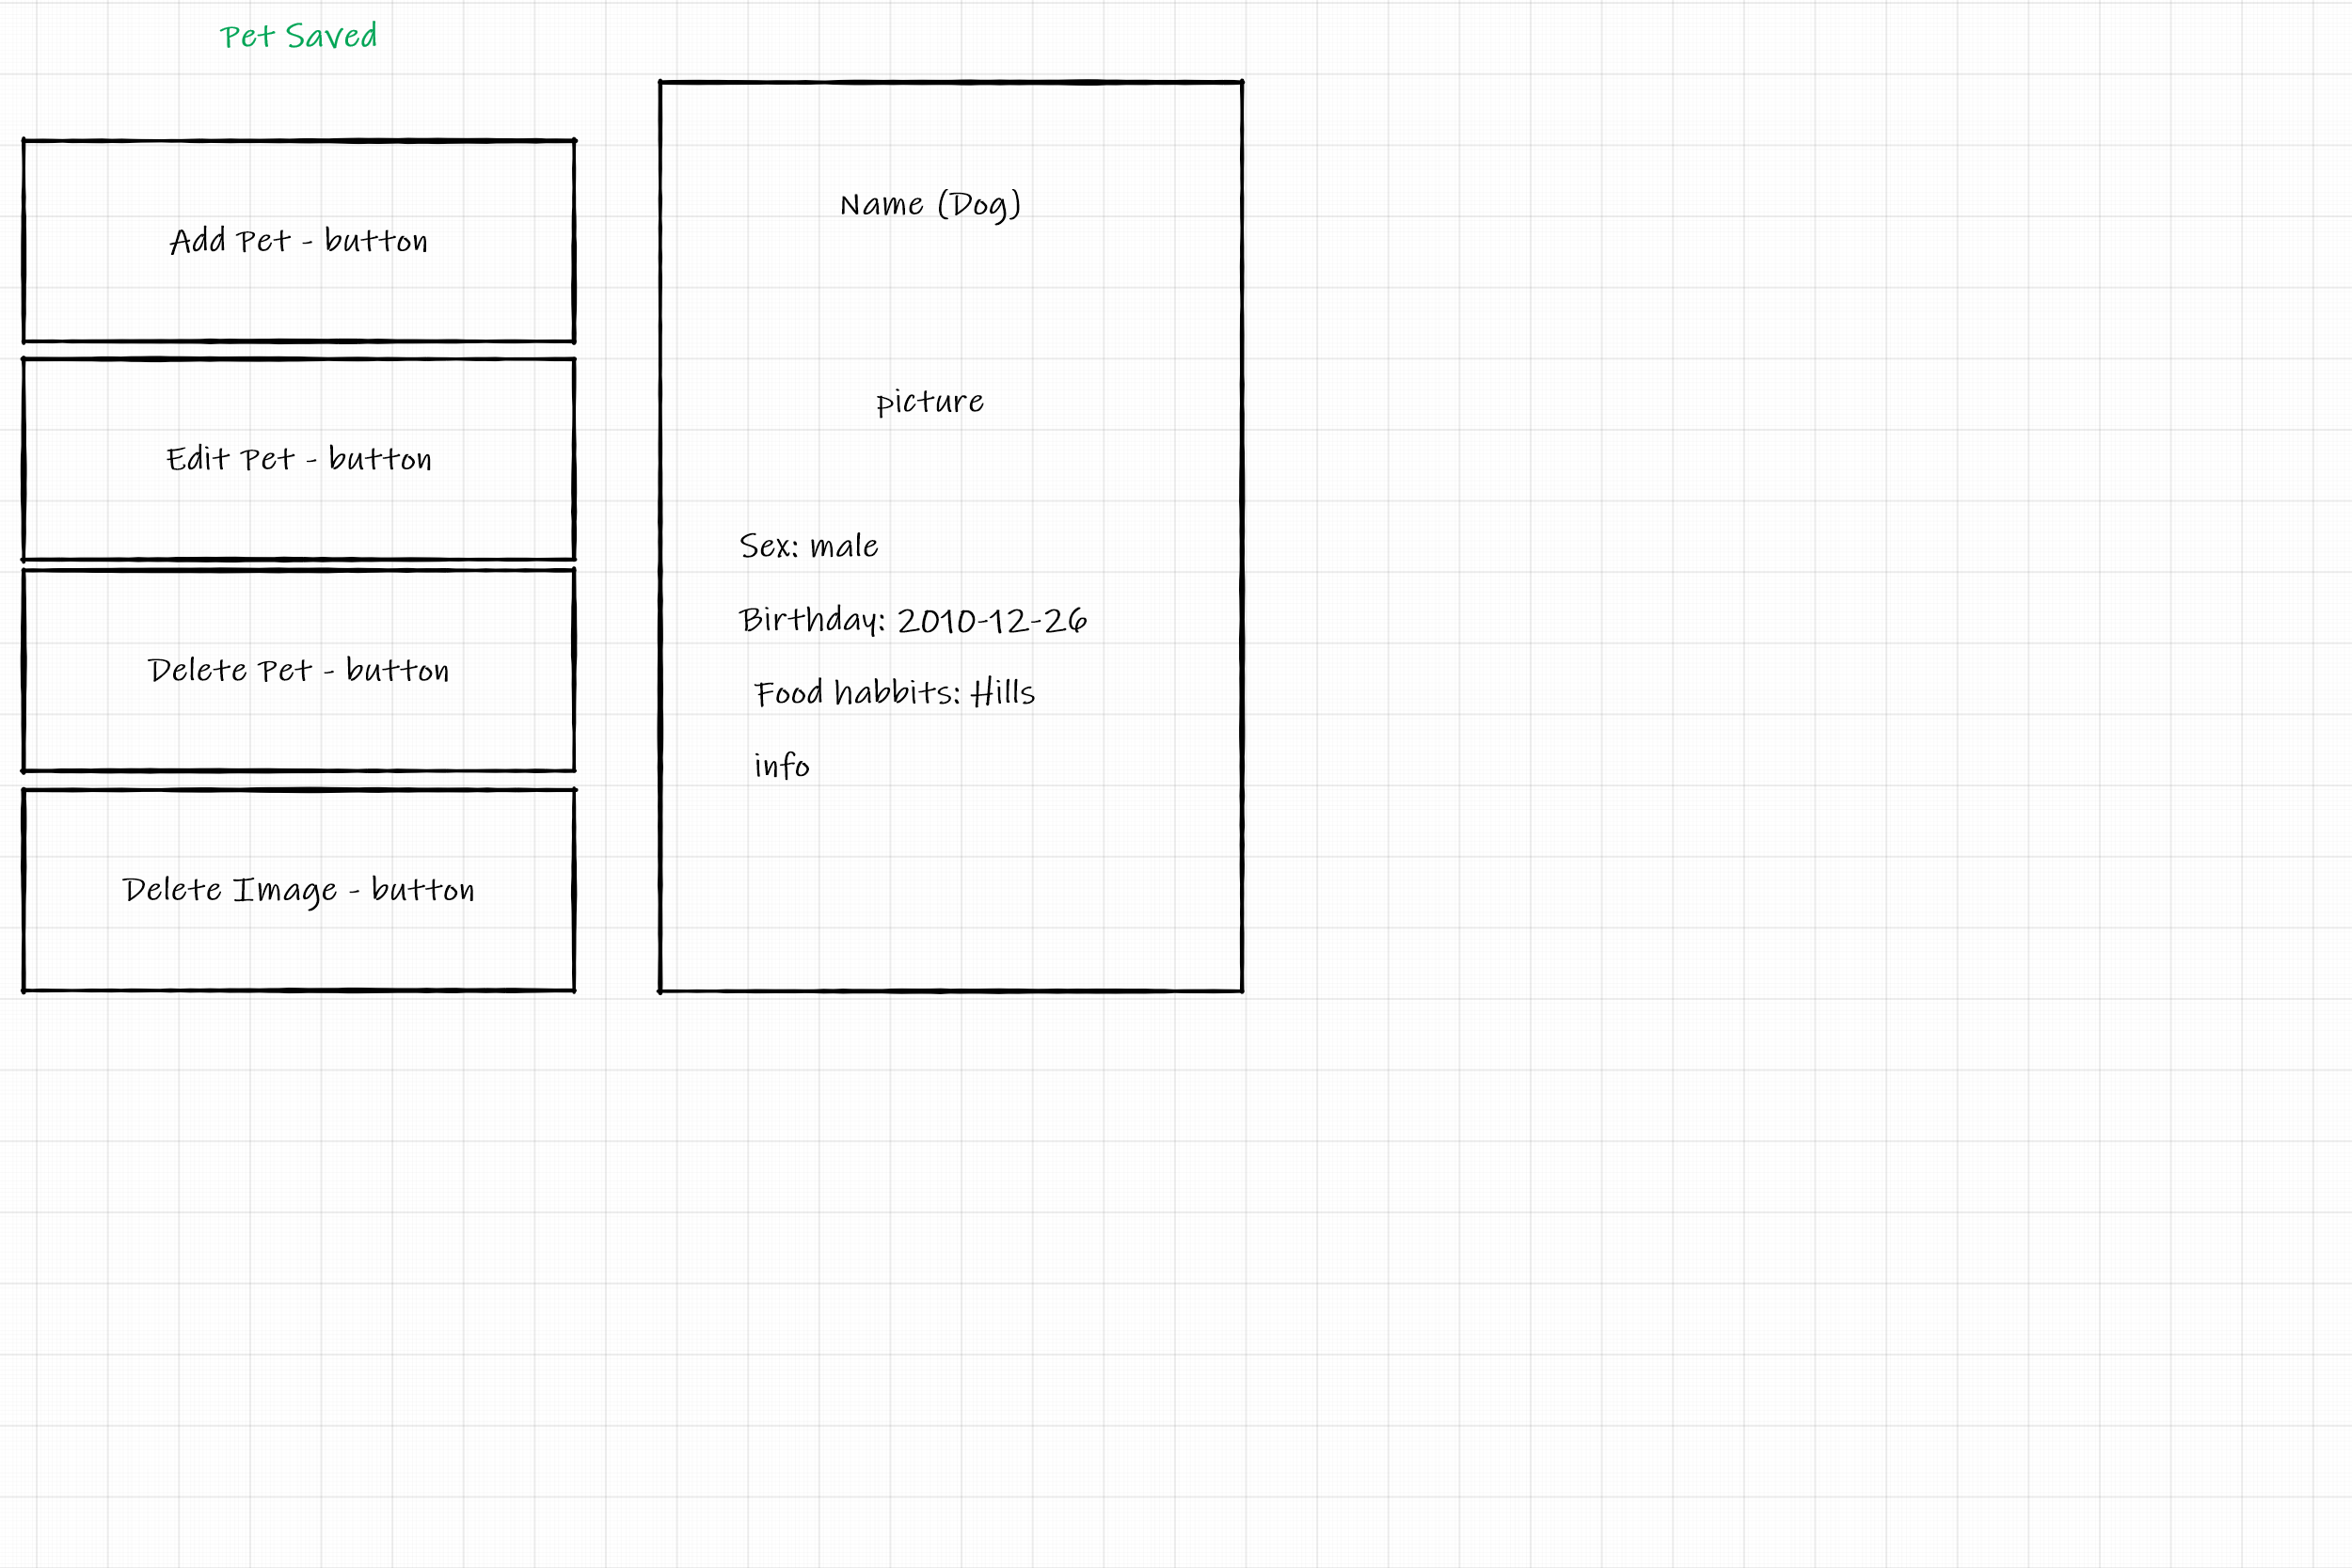 Pet Saved
Add Pet - button
Edit Pet - button
Delete Pet - button
Delete Image - button
Name (Dog)
picture
Sex: male
Birthday: 2010-12-26
Food habbits: Hills
info